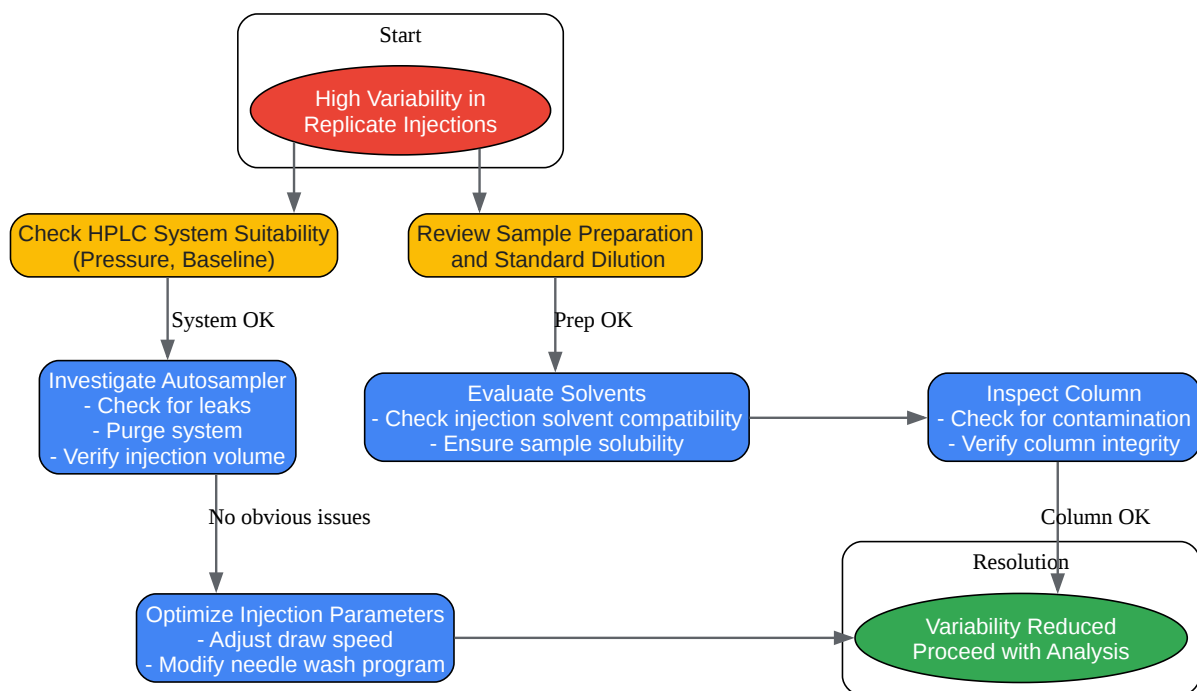 Start
High Variability in
Replicate Injections
Check HPLC System Suitability
(Pressure, Baseline)
Review Sample Preparation
and Standard Dilution
System OK
Prep OK
Investigate Autosampler
- Check for leaks
- Purge system
- Verify injection volume
Evaluate Solvents
- Check injection solvent compatibility
- Ensure sample solubility
Inspect Column
- Check for contamination
- Verify column integrity
No obvious issues
Column OK
Resolution
Optimize Injection Parameters
- Adjust draw speed
- Modify needle wash program
Variability Reduced
Proceed with Analysis